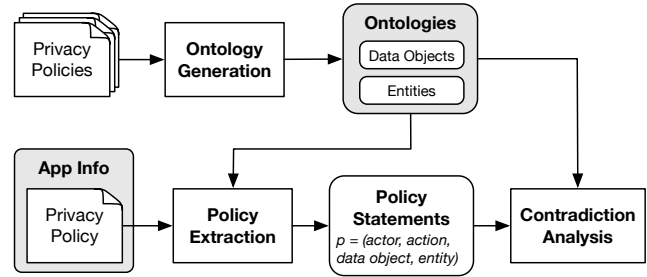 Privacy
Policies
Ontology
Generation
Ontologies
Data Objects
Entities
App Info
Privacy
Policy
Policy
Extraction
Policy
Statements
p = (actor, action,
data object, entity)
Contradiction
Analysis